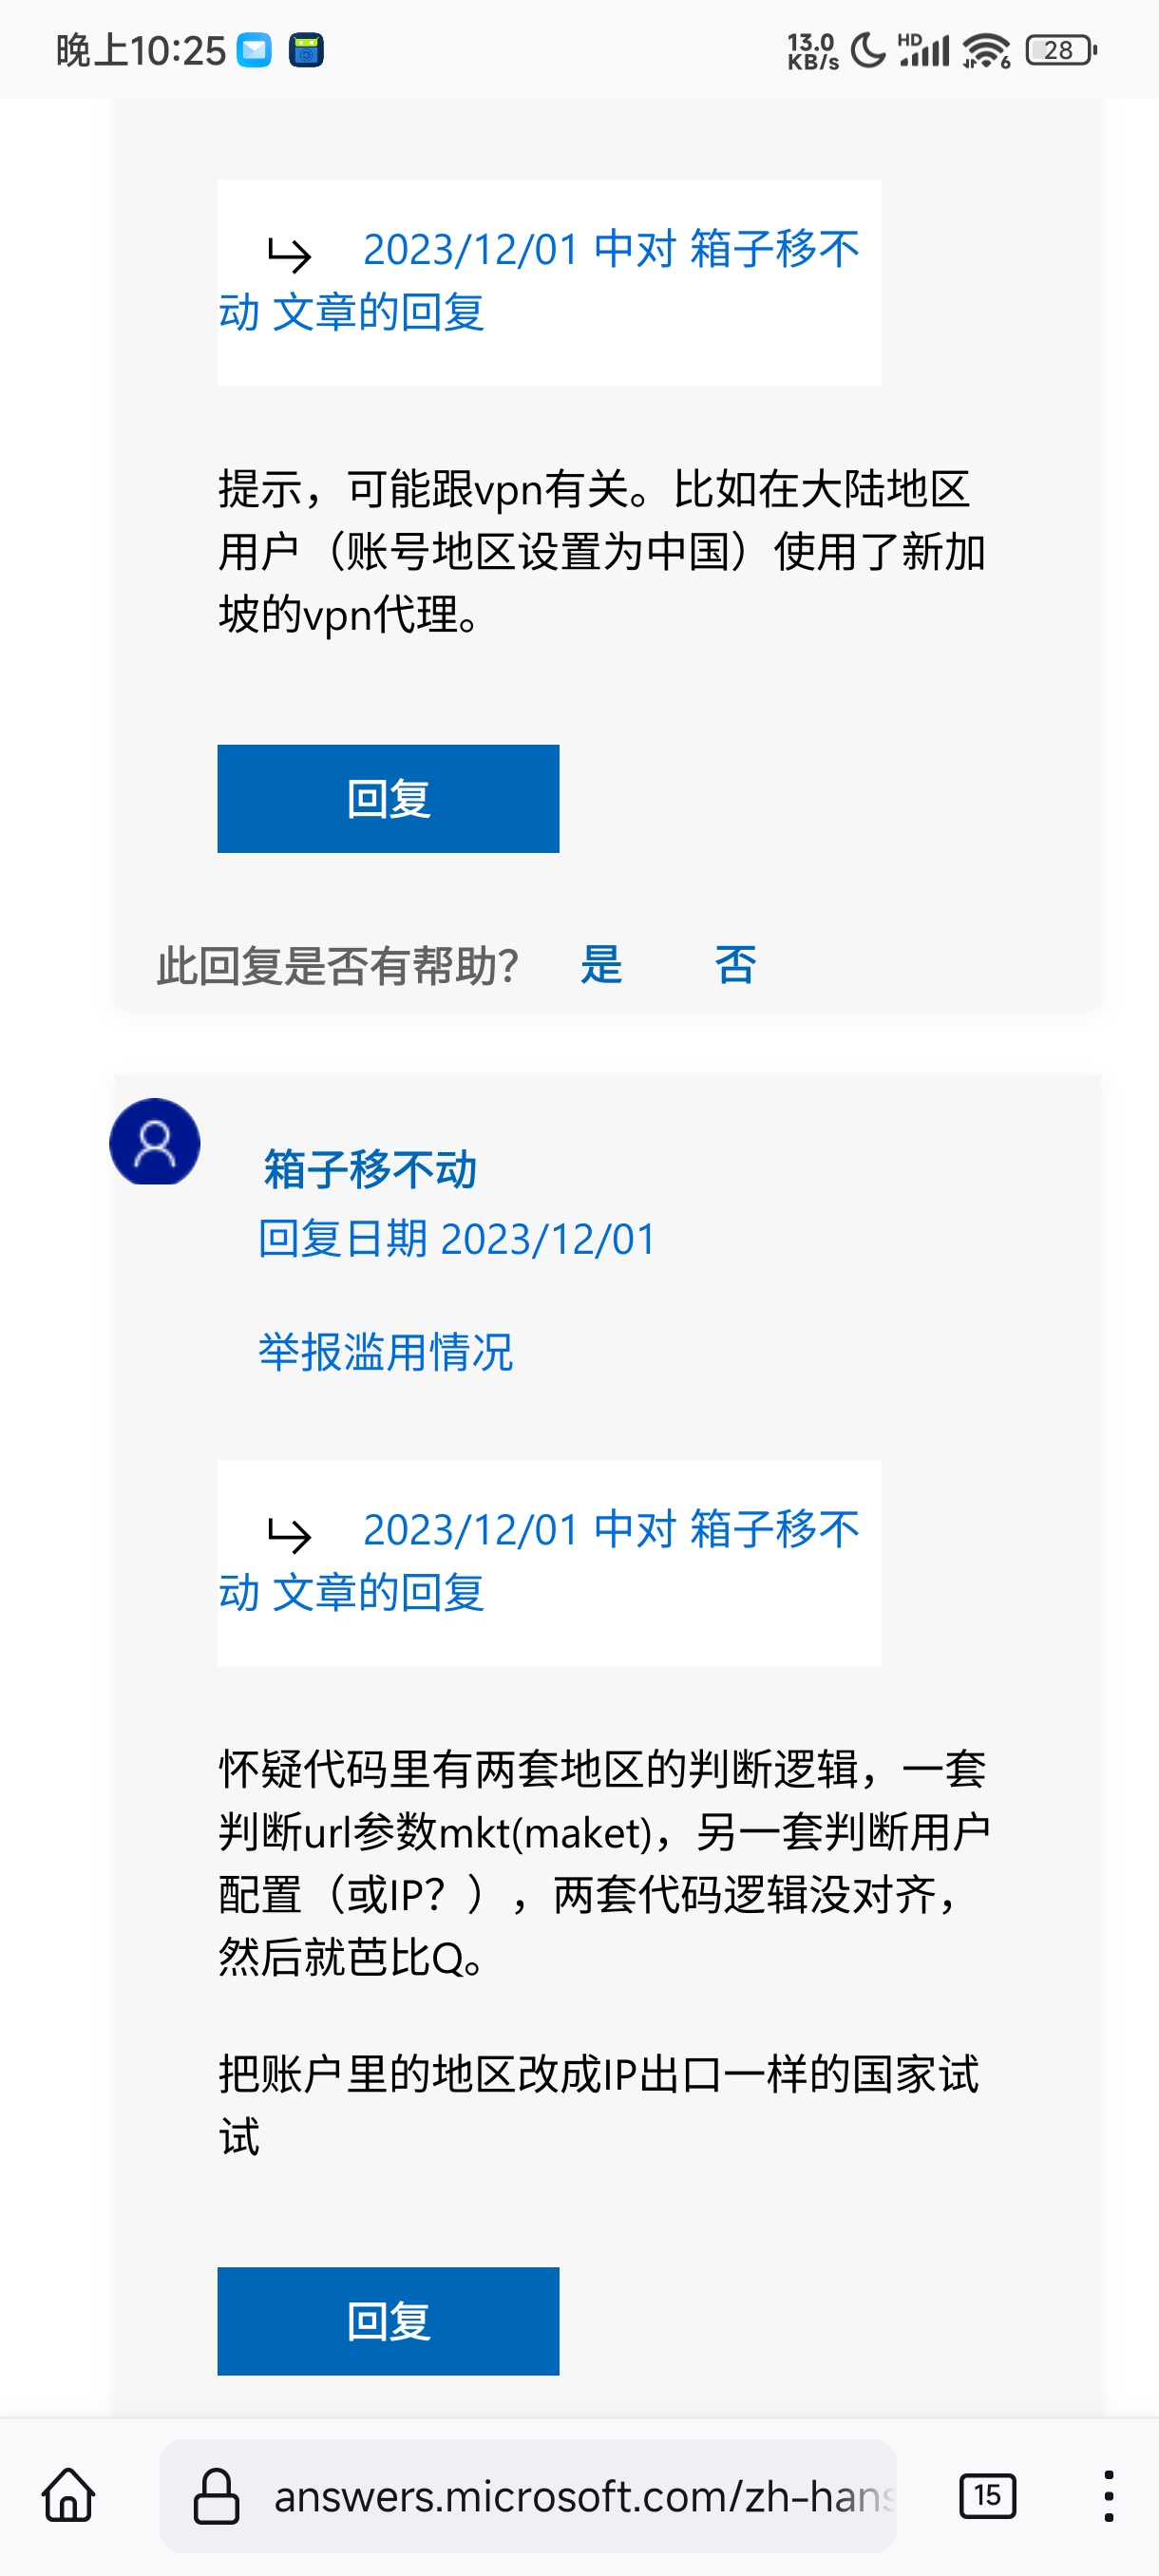 晚上10:25
13.0
KB/s
HD
6
28
2023/12/01 中对 箱子移不
动 文章的回复
提示，可能跟vpn有关。比如在大陆地区
用户（账号地区设置为中国）使用了新加
坡的vpn代理。
回复
此回复是否有帮助？ 是 否
箱子移不动
回复日期 2023/12/01
举报滥用情况
2023/12/01 中对 箱子移不
动 文章的回复
怀疑代码里有两套地区的判断逻辑，一套
判断url参数mkt(maket)，另一套判断用户
配置（或IP？），两套代码逻辑没对齐，
然后就芭比Q。
把账户里的地区改成IP出口一样的国家试
试
回复
answers.microsoft.com/zh-hans
15